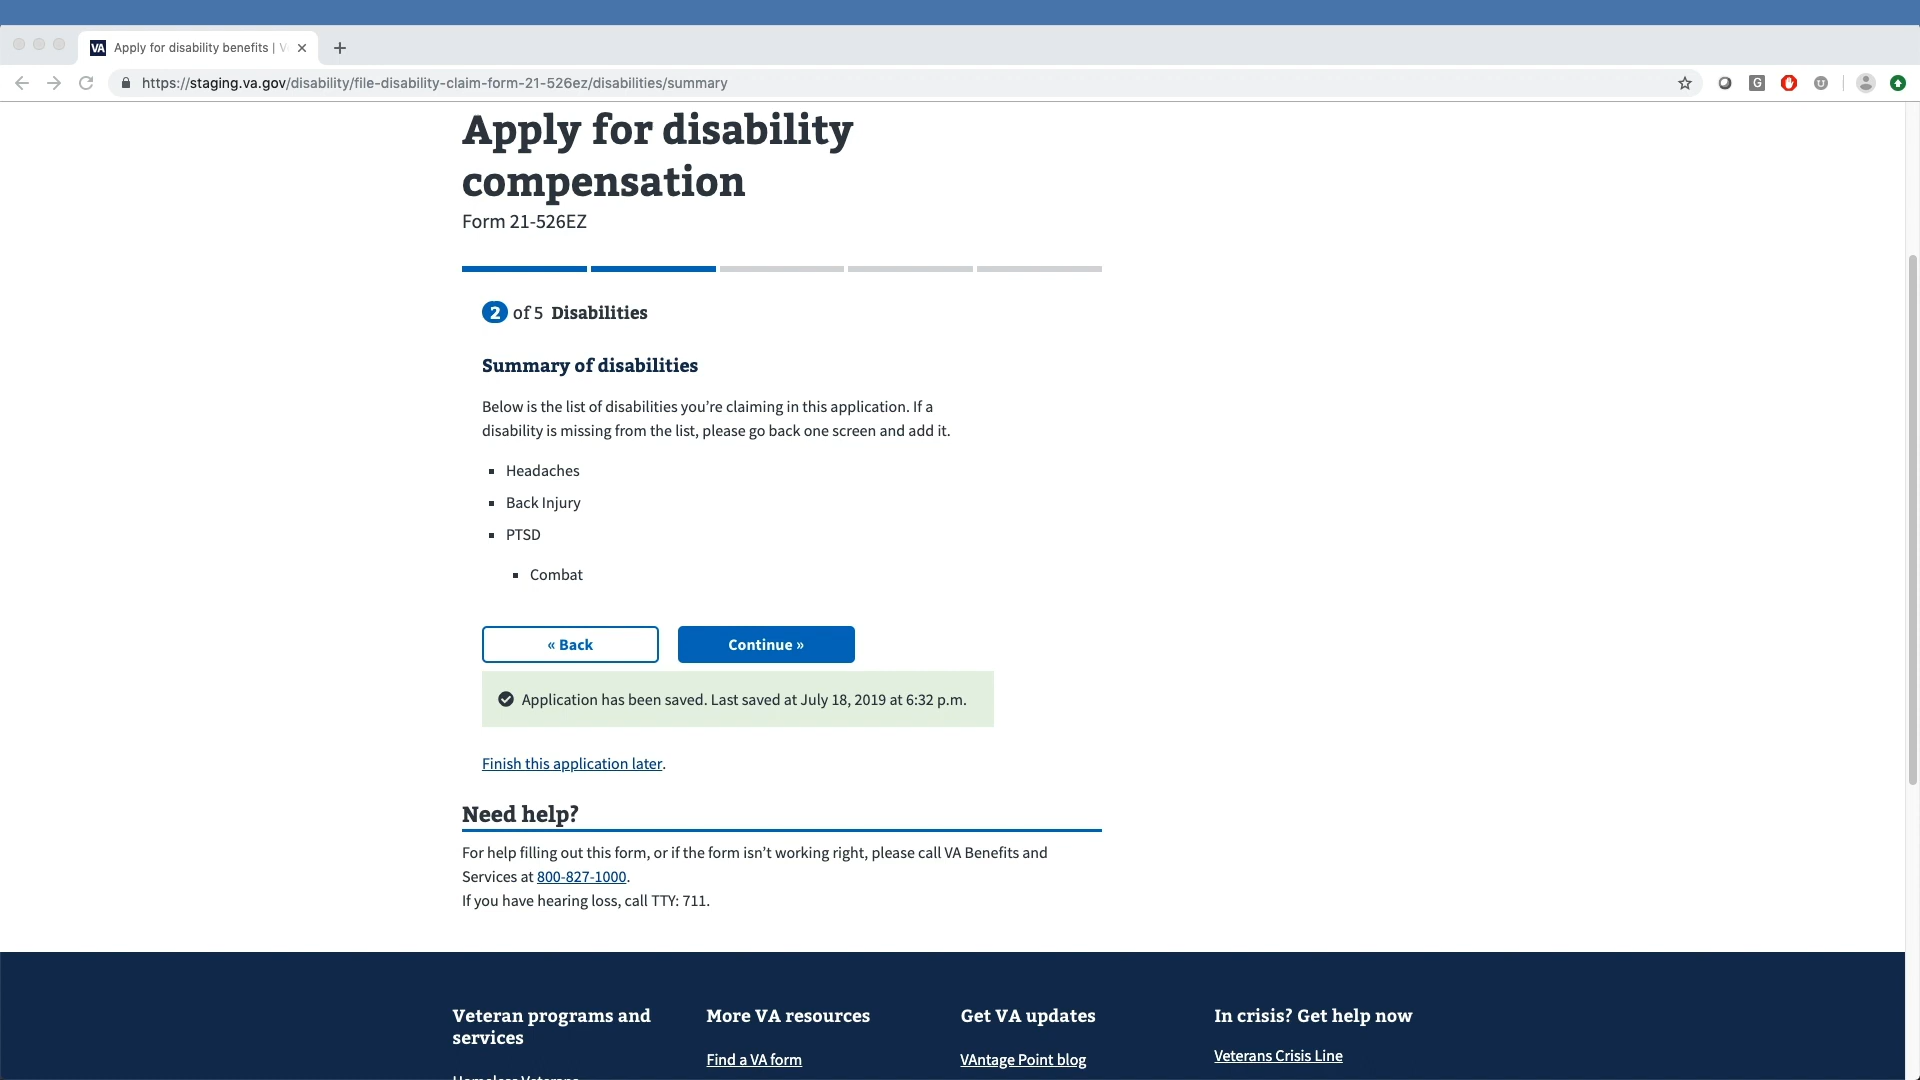 VA Apply for disability benefits | V
https://staging.va.gov/disability/file-disability-claim-form-21-526ez/disabilities/summary
Apply for disability
compensation
Form 21-526EZ
2 of 5 Disabilities
Summary of disabilities
Below is the list of disabilities you’re claiming in this application. If a
disability is missing from the list, please go back one screen and add it.
Headaches
Back Injury
PTSD
Combat
« Back
Continue »
Application has been saved. Last saved at July 18, 2019 at 6:32 p.m.
Finish this application later.
Need help?
For help filling out this form, or if the form isn’t working right, please call VA Benefits and
Services at 800-827-1000.
If you have hearing loss, call TTY: 711.
Veteran programs and
services
Homeless Veterans
More VA resources
Find a VA form
Get VA updates
VAntage Point blog
In crisis? Get help now
Veterans Crisis Line